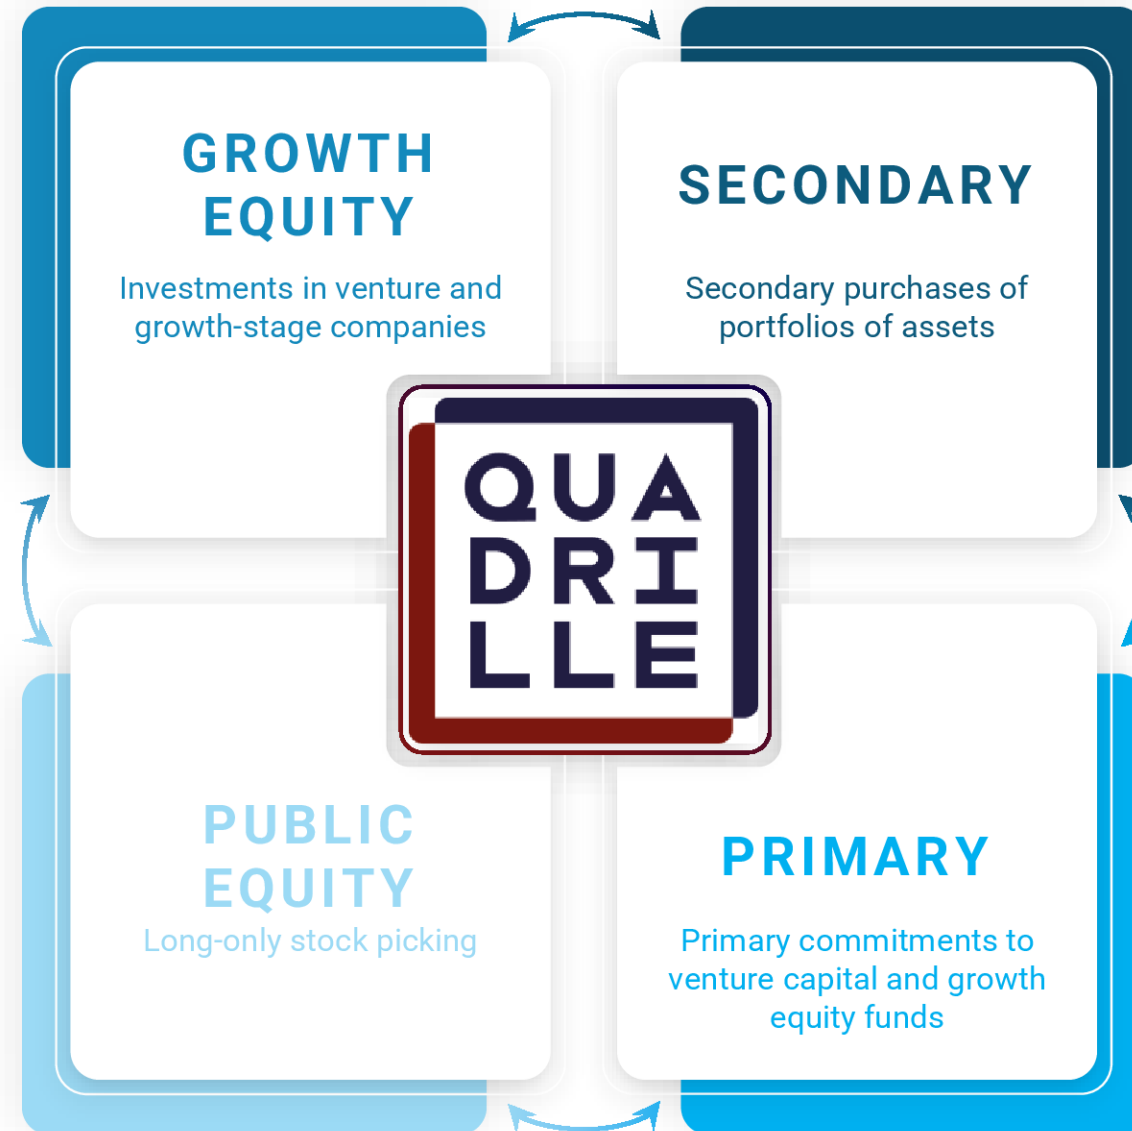 GROWTH
EQUITY
Investments in venture and
growth-stage companies
SECONDARY
Secondary purchases of
portfolios of assets
QUA
DRI
LLE
PUBLIC
EQUITY
Long-only stock picking
PRIMARY
Primary commitments to
venture capital and growth
equity funds